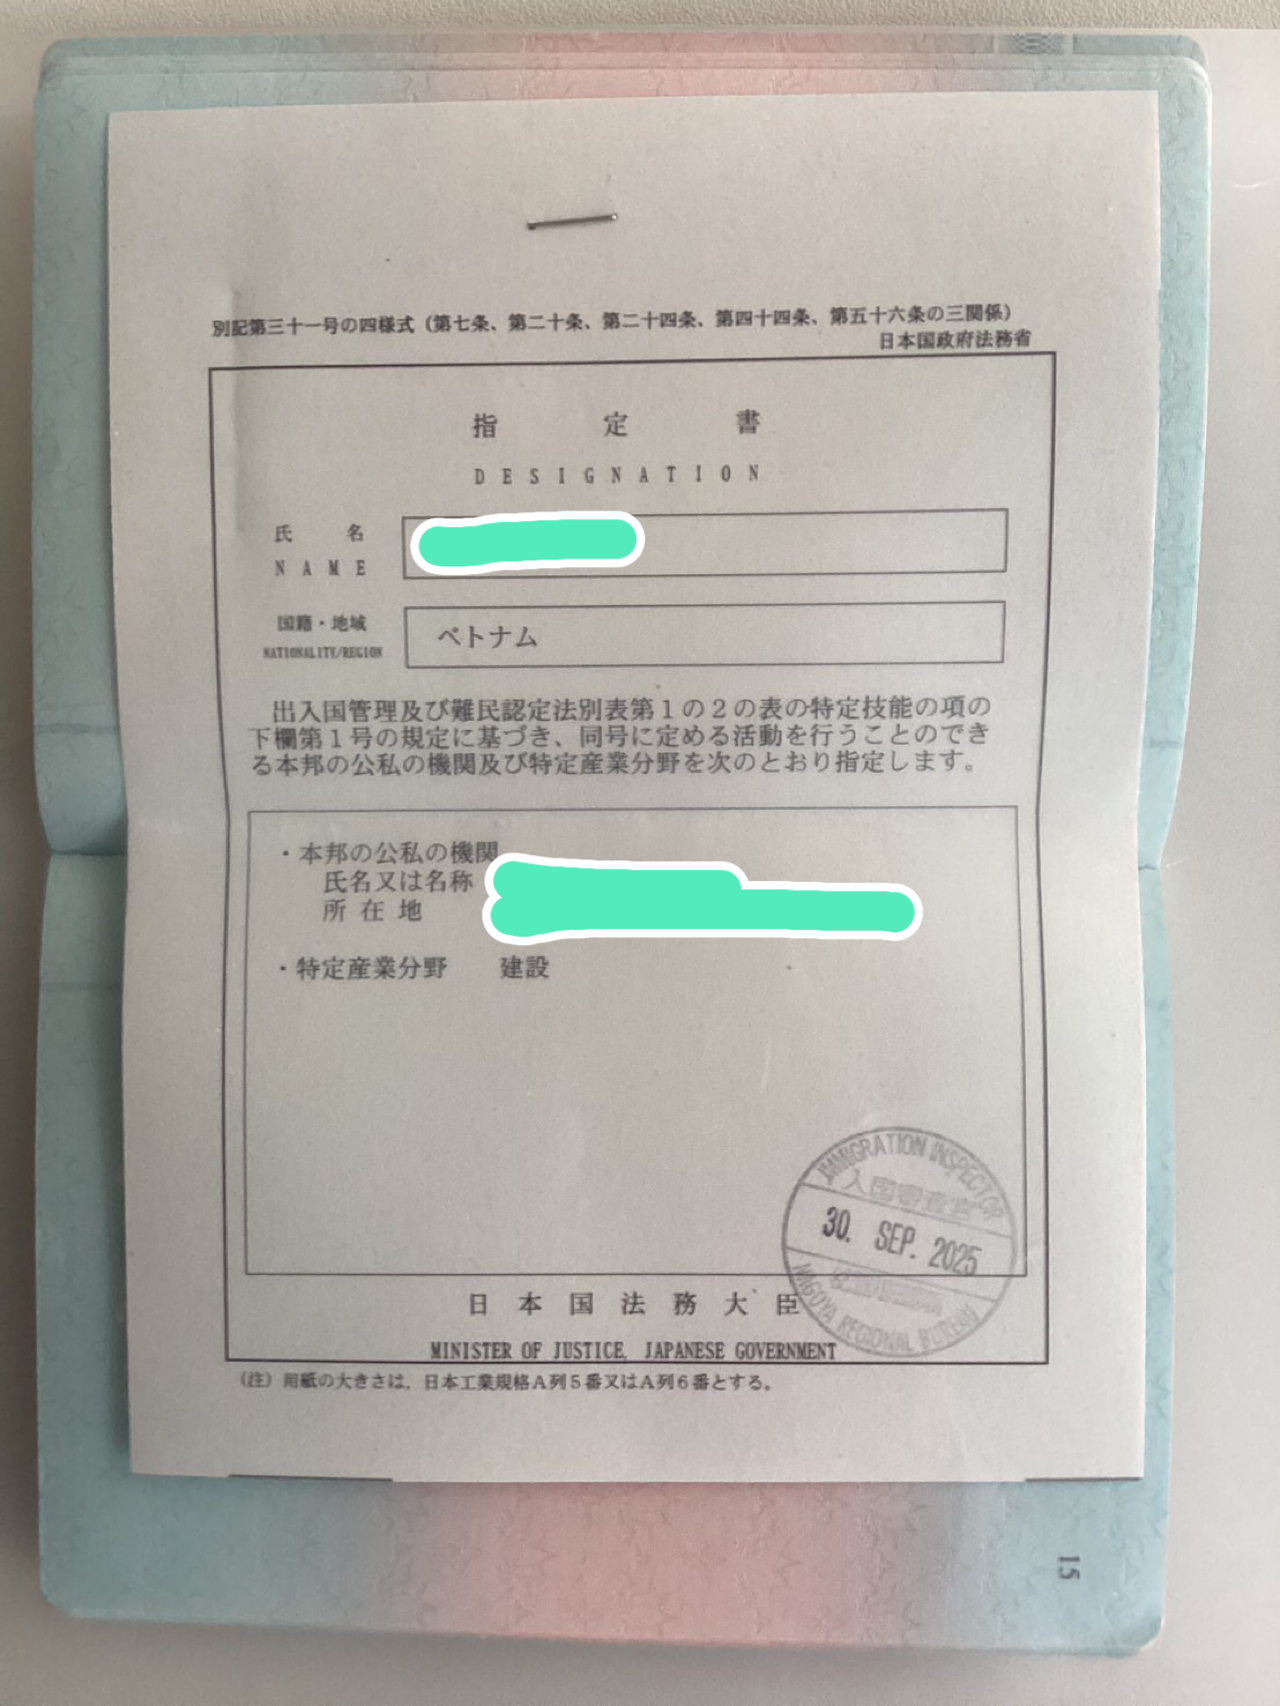 別記第三十一号の四様式（第七条、第二十条、第二十四条、第四十四条、第五十六条の三関係）
日本国政府法務省
指定書
DESIGNATION
氏名
NAME
国籍・地域
NATIONALITY/REGION
ベトナム
出入国管理及び難民認定法別表第１の２の表の特定技能の項の
下欄第１号の規定に基づき、同号に定める活動を行うことのでき
る本邦の公私の機関及び特定産業分野を次のとおり指定します。
・本邦の公私の機関
氏名又は名称
所在地
・特定産業分野　建設
IMMIGRATION INSPECTOR
入国審査官
30. SEP. 2025
NAGOYA REGIONAL BUREAU
日本国法務大臣
MINISTER OF JUSTICE, JAPANESE GOVERNMENT
（注）用紙の大きさは、日本工業規格Ａ列５番又はＡ列６番とする。
15